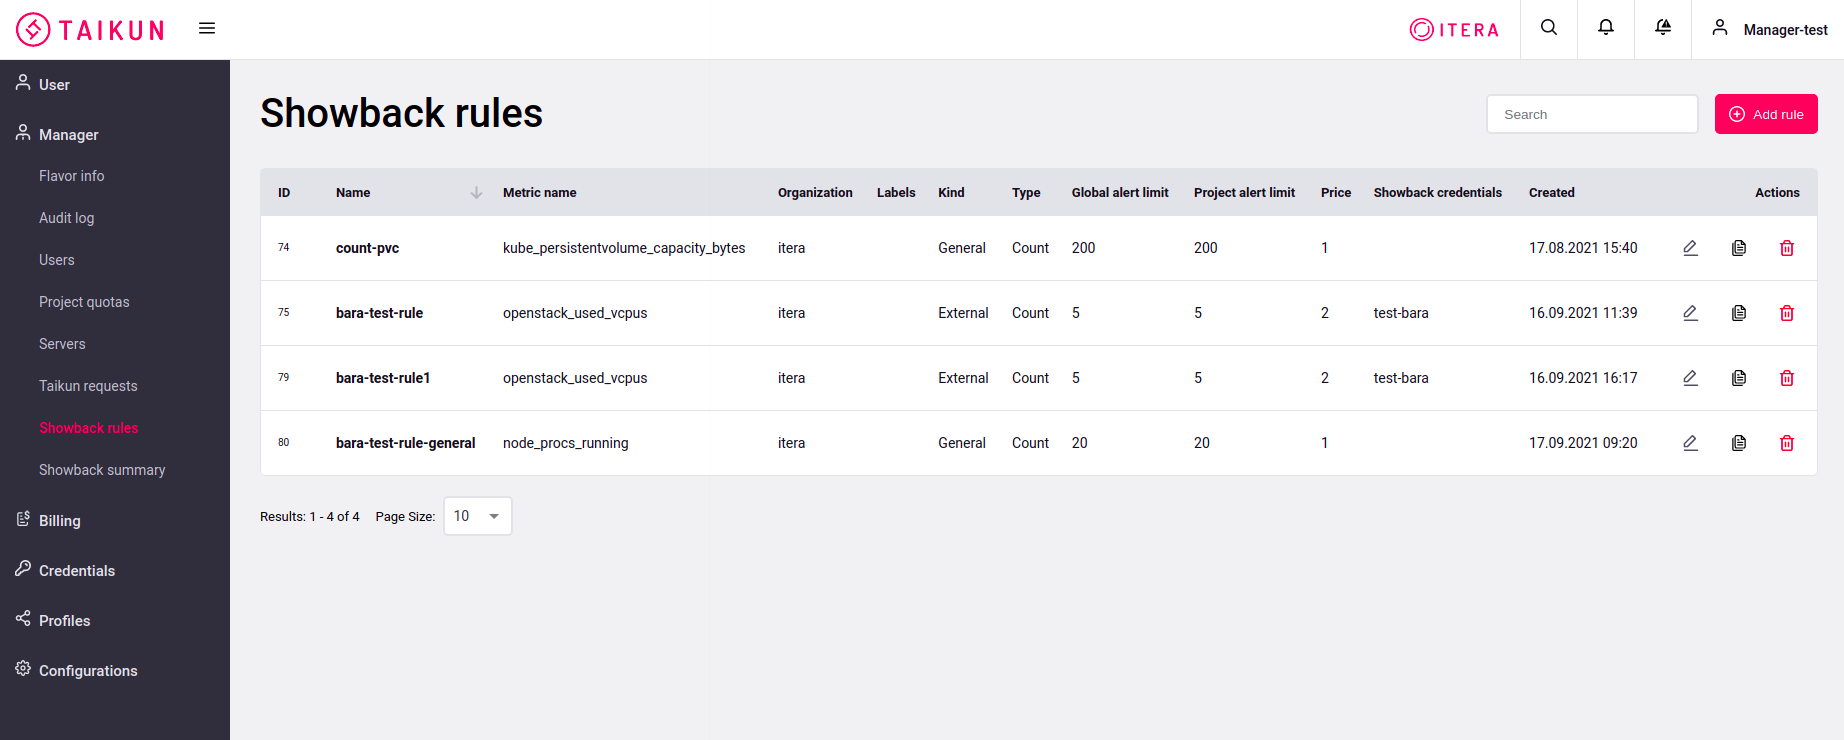 TAIKUN
ITERA
Manager-test
User
Manager
Flavor info
Audit log
Users
Project quotas
Servers
Taikun requests
Showback rules
Showback summary
Billing
Credentials
Profiles
Configurations
Showback rules
Search
Add rule
ID Name Metric name Organization Labels Kind Type Global alert limit Project alert limit Price Showback credentials Created Actions
74 count-pvc kube_persistentvolume_capacity_bytes itera General Count 200 200 1 17.08.2021 15:40
75 bara-test-rule openstack_used_vcpus itera External Count 5 5 2 test-bara 16.09.2021 11:39
79 bara-test-rule1 openstack_used_vcpus itera External Count 5 5 2 test-bara 16.09.2021 16:17
80 bara-test-rule-general node_procs_running itera General Count 20 20 1 17.09.2021 09:20
Results: 1 - 4 of 4 Page Size: 10